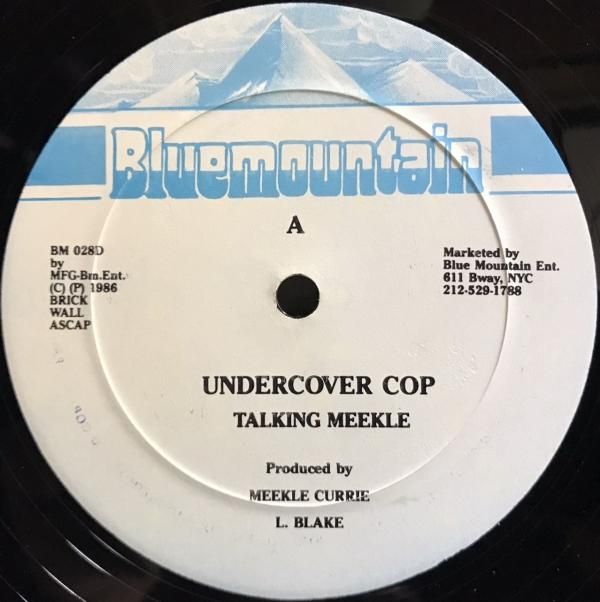 Bluemountain
A
BM 028D
by
MFG-Bm.Ent.
(C) (P) 1986
BRICK
WALL
ASCAP
Marketed by
Blue Mountain Ent.
611 Bway, NYC
212-529-1788
UNDERCOVER COP
TALKING MEEKLE
Produced by
MEEKLE CURRIE
L. BLAKE